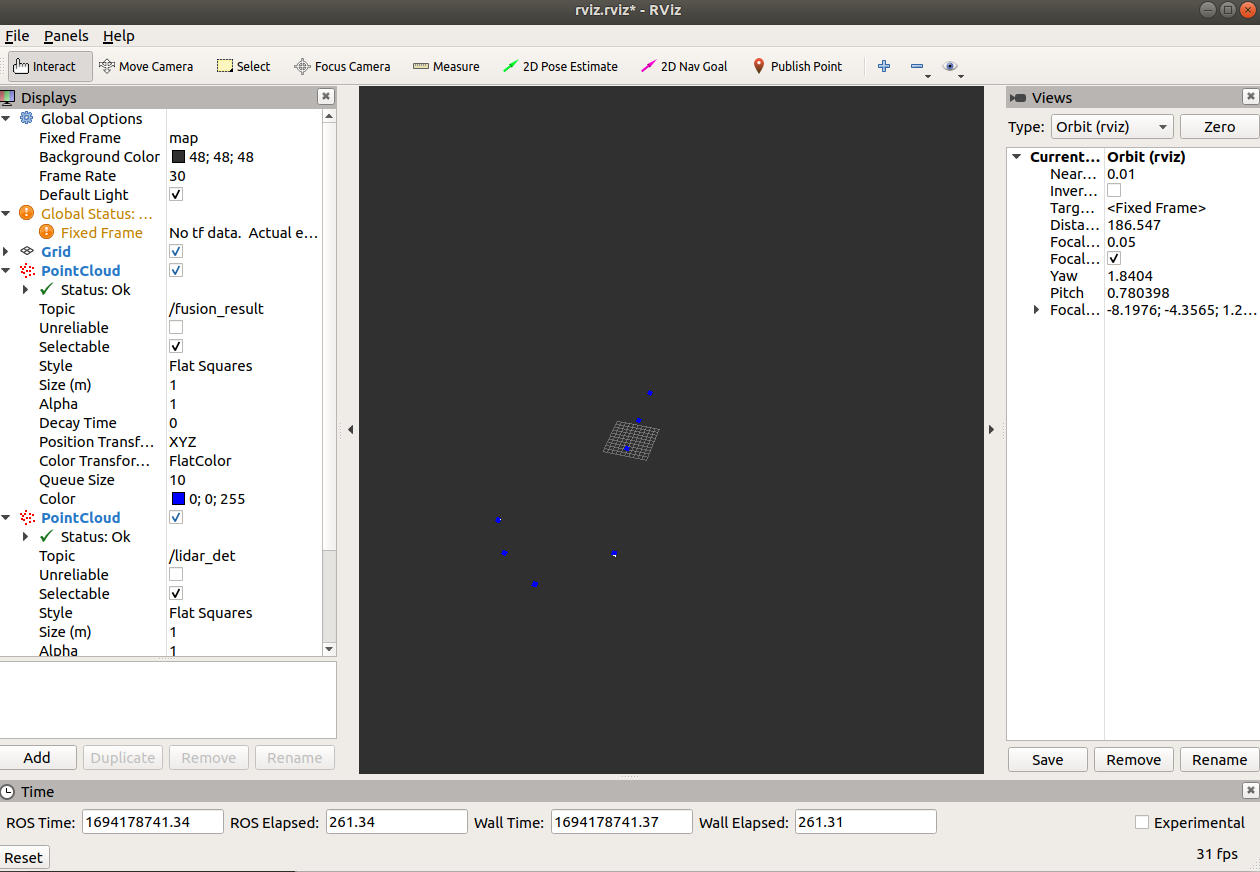 rviz.rviz* - RViz
File Panels Help
Interact Move Camera Select Focus Camera Measure 2D Pose Estimate 2D Nav Goal Publish Point
Displays
Global Options
Fixed Frame map
Background Color 48; 48; 48
Frame Rate 30
Default Light
Global Status: ...
Fixed Frame No tf data. Actual e...
Grid
PointCloud
Status: Ok
Topic /fusion_result
Unreliable
Selectable
Style Flat Squares
Size (m) 1
Alpha 1
Decay Time 0
Position Transf... XYZ
Color Transfor... FlatColor
Queue Size 10
Color 0; 0; 255
PointCloud
Status: Ok
Topic /lidar_det
Unreliable
Selectable
Style Flat Squares
Size (m) 1
Alpha 1
Add Duplicate Remove Rename
Views
Type: Orbit (rviz) Zero
Current... Orbit (rviz)
Near... 0.01
Inver...
Targ... <Fixed Frame>
Dista... 186.547
Focal... 0.05
Focal...
Yaw 1.8404
Pitch 0.780398
Focal... -8.1976; -4.3565; 1.2...
Save Remove Rename
Time
ROS Time: 1694178741.34 ROS Elapsed: 261.34 Wall Time: 1694178741.37 Wall Elapsed: 261.31 Experimental
Reset 31 fps